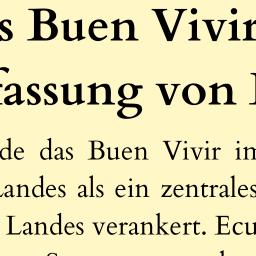 s Buen Vivir
fassung von
de das Buen Vivir im
Landes als ein zentrales
Landes verankert. Ecu